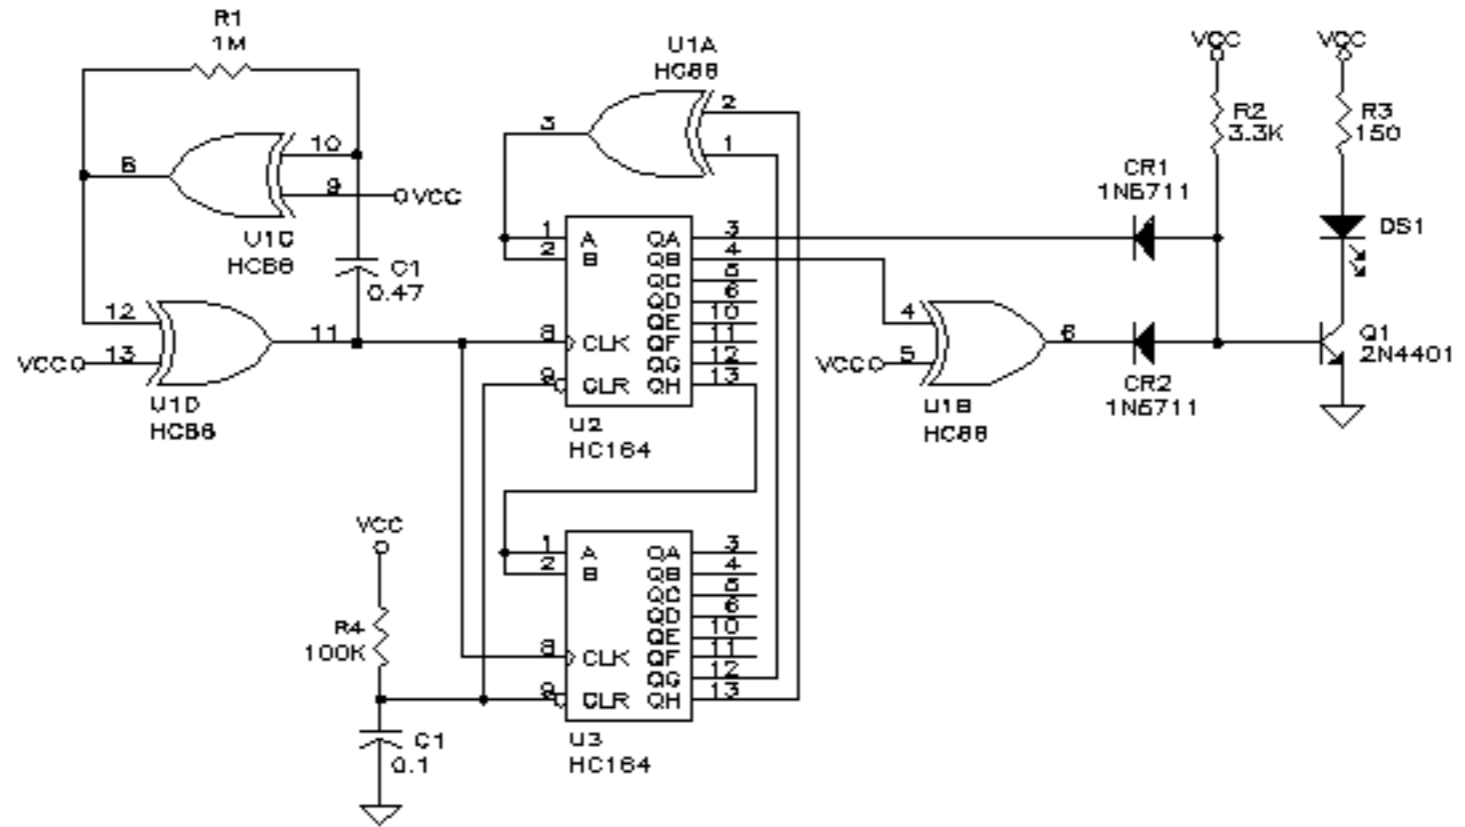 R1
1M
U1A
HC86
VCC
VCC
R2
3.3K
R3
150
3
2
1
8
10
9
VCC
U1C
HC86
C1
0.47
CR1
1N5711
DS1
12
13
VCC
11
U1D
HC86
1
2
A
B
QA
QB
QC
QD
QE
QF
QG
QH
3
4
5
6
10
11
12
13
8
CLK
9
CLR
U2
HC164
4
5
6
VCC
U1B
HC86
CR2
1N5711
Q1
2N4401
VCC
R4
100K
C1
0.1
1
2
A
B
QA
QB
QC
QD
QE
QF
QG
QH
3
4
5
6
10
11
12
13
8
CLK
9
CLR
U3
HC164